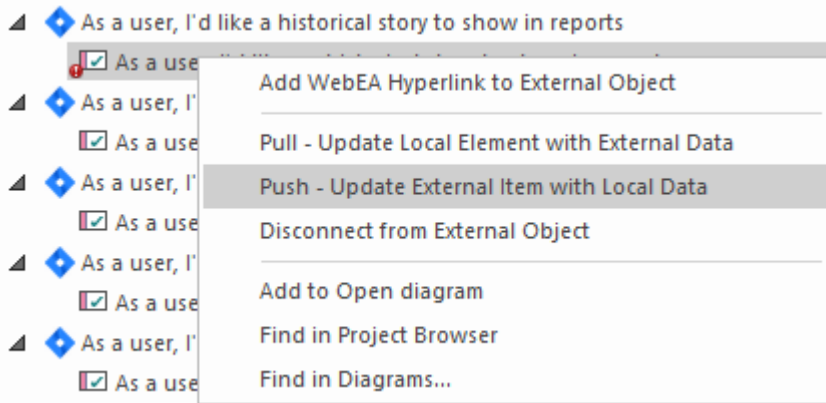 As a user, I'd like a historical story to show in reports
As a use
Add WebEA Hyperlink to External Object
As a user, I'
As a use
Pull - Update Local Element with External Data
As a user, I'
Push - Update External Item with Local Data
As a use
Disconnect from External Object
As a user, I'
As a use
Add to Open diagram
As a user, I'
Find in Project Browser
As a use
Find in Diagrams...